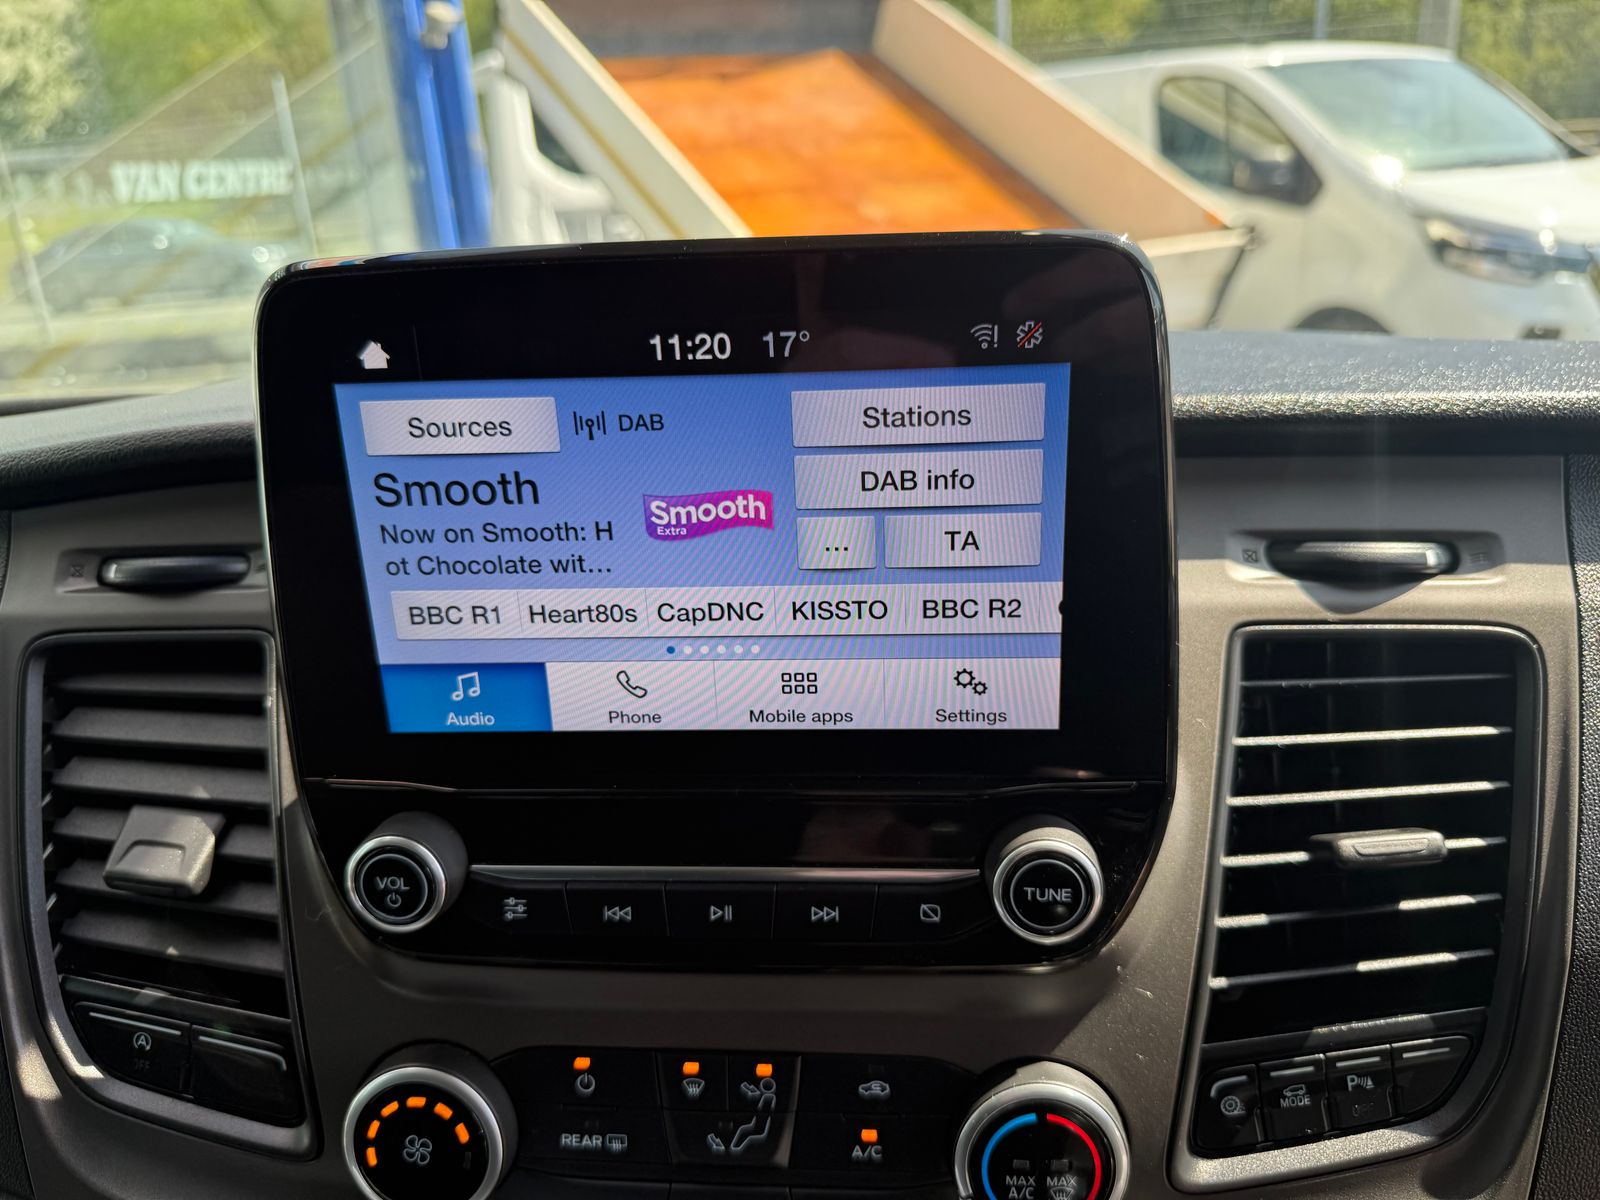 VAN CENTRE
11:20 17°
Sources DAB Stations
Smooth
DAB info
Smooth
Extra
Now on Smooth: H
ot Chocolate wit...
... TA
BBC R1 Heart80s CapDNC KISSTO BBC R2
Audio Phone Mobile apps Settings
VOL
TUNE
A
OFF
REAR
A/C
MAX
A/C
MAX
MODE
P
OFF